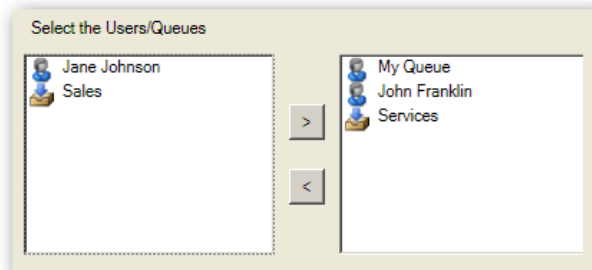 Select the Users/Queues
Jane Johnson
Sales
>
<
My Queue
John Franklin
Services